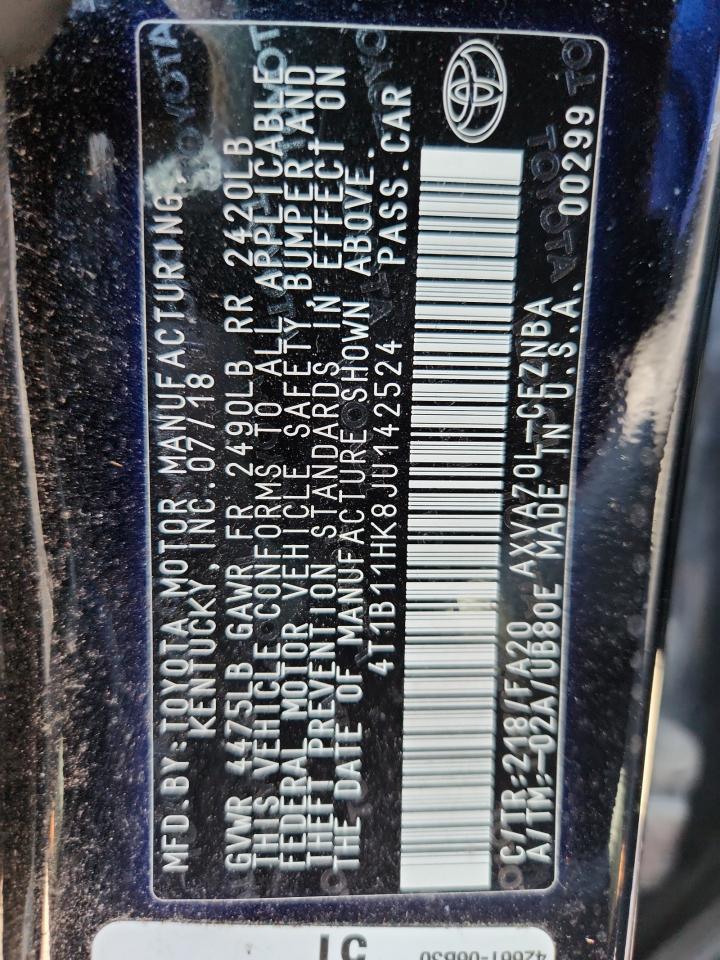 MFD.BY:TOYOTA MOTOR MANUFACTURING,
KENTUCKY,INC.07/18
GVWR 4475LB GAWR FR 2490LB RR 2420LB
THIS VEHICLE CONFORMS TO ALL APPLICABLE
FEDERAL MOTOR VEHICLE SAFETY, BUMPER, AND
THEFT PREVENTION STANDARDS IN EFFECT ON
THE DATE OF MANUFACTURE SHOWN ABOVE.
4T1B11HK8JU142524 PASS.CAR
C/TR:218/FA20 AXVA70L-CEZNBA
A/TM:-02A/UB80E MADE IN U.S.A. 00299
42661-06B30